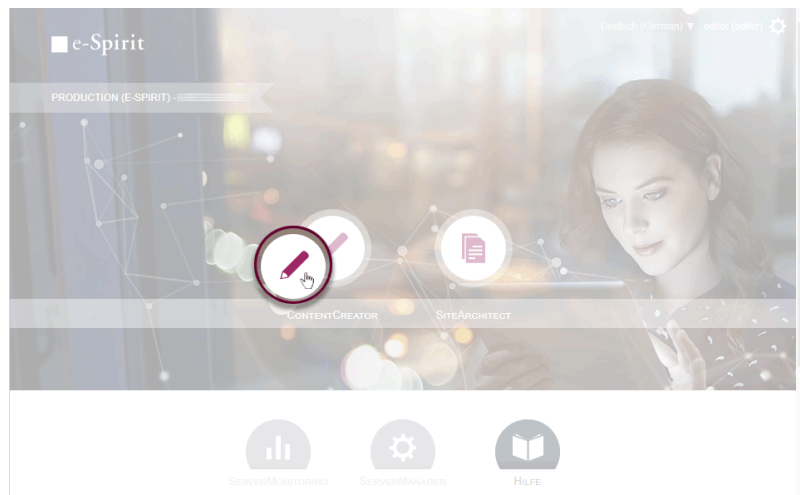 Deutsch (German) ▼ editor (editor)
e-Spirit
PRODUCTION (E-SPIRIT) -
CONTENTCREATOR SITEARCHITECT
SERVERMONITORING SERVERMANAGER HILFE